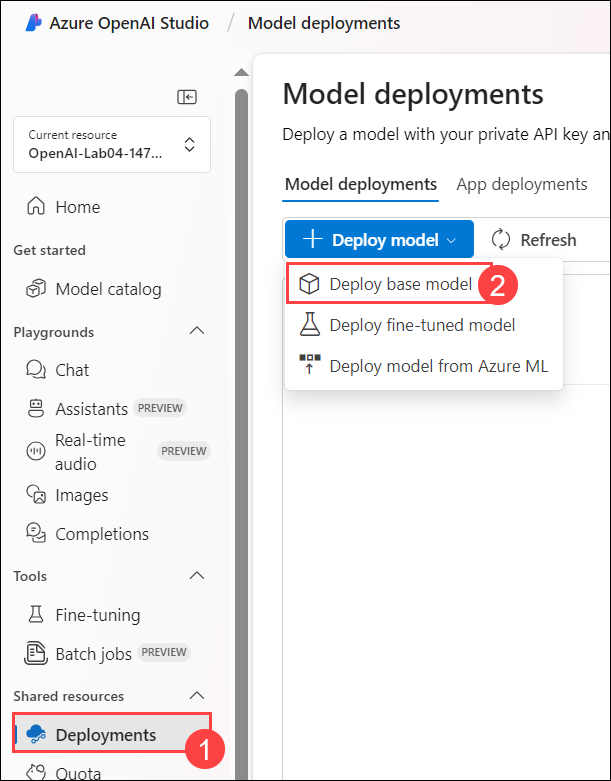 Azure OpenAI Studio / Model deployments
Current resource
OpenAI-Lab04-147...
Home
Get started
Model catalog
Playgrounds
Chat
Assistants PREVIEW
Real-time
audio PREVIEW
Images
Completions
Tools
Fine-tuning
Batch jobs PREVIEW
Shared resources
Deployments 1
Quota
Model deployments
Deploy a model with your private API key an
Model deployments App deployments
Deploy model Refresh
Deploy base model 2
Deploy fine-tuned model
Deploy model from Azure ML